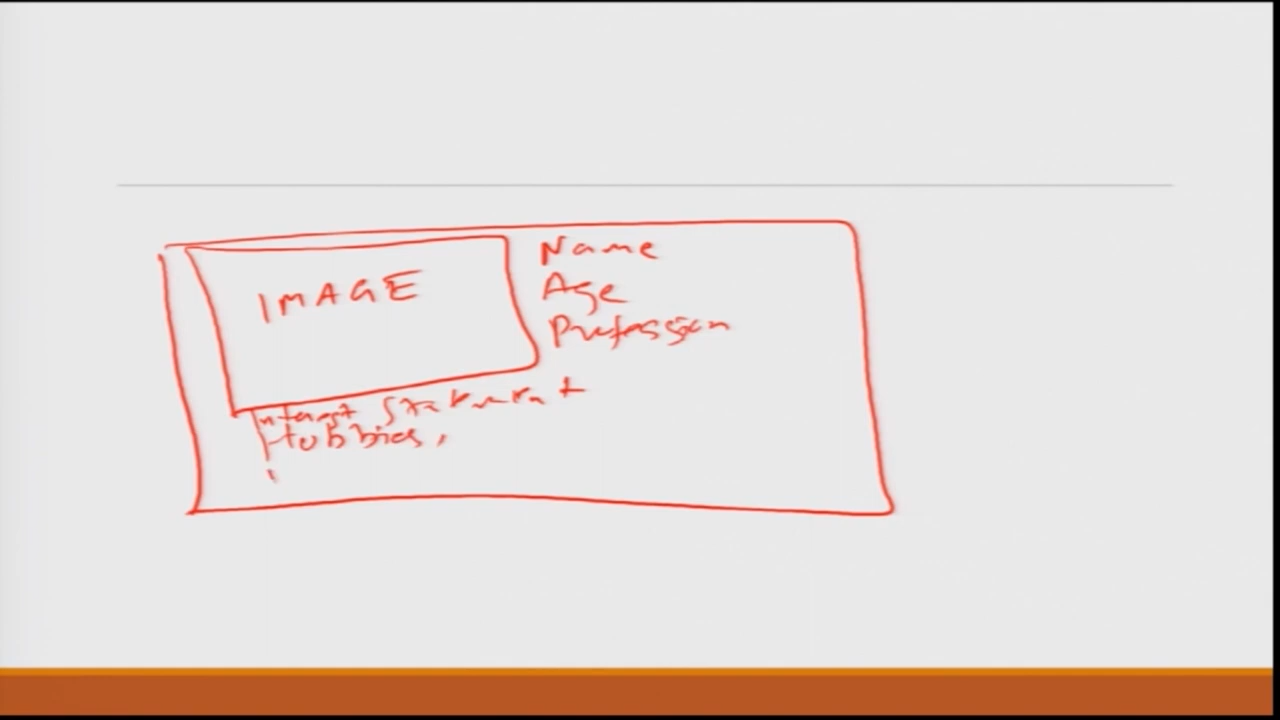 IMAGE
Name
Age
Profession
Interest Statement
Hobbies,